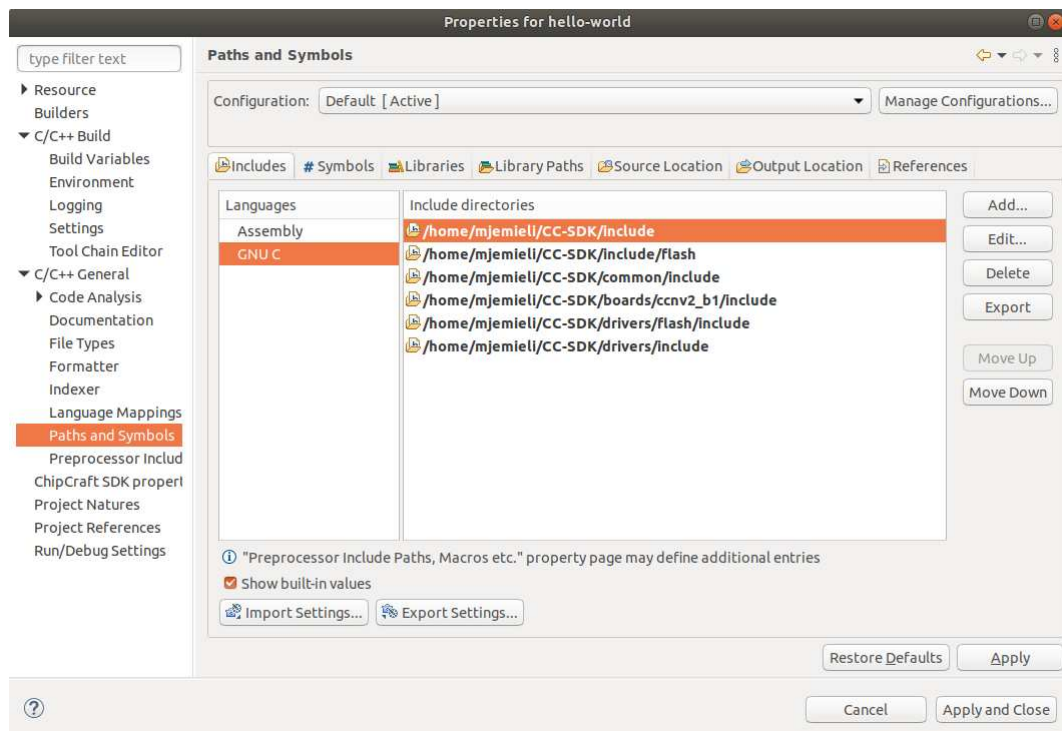 Properties for hello-world
type filter text
Paths and Symbols
Resource
Builders
C/C++ Build
Build Variables
Environment
Logging
Settings
Tool Chain Editor
C/C++ General
Code Analysis
Documentation
File Types
Formatter
Indexer
Language Mappings
Paths and Symbols
Preprocessor Includ
ChipCraft SDK propert
Project Natures
Project References
Run/Debug Settings
Configuration: Default [ Active ] Manage Configurations...
Includes # Symbols Libraries Library Paths Source Location Output Location References
Languages
Assembly
GNU C
Include directories
/home/mjemieli/CC-SDK/include
/home/mjemieli/CC-SDK/include/flash
/home/mjemieli/CC-SDK/common/include
/home/mjemieli/CC-SDK/boards/ccnv2_b1/include
/home/mjemieli/CC-SDK/drivers/flash/include
/home/mjemieli/CC-SDK/drivers/include
Add...
Edit...
Delete
Export
Move Up
Move Down
"Preprocessor Include Paths, Macros etc." property page may define additional entries
Show built-in values
Import Settings... Export Settings...
Restore Defaults Apply
? Cancel Apply and Close